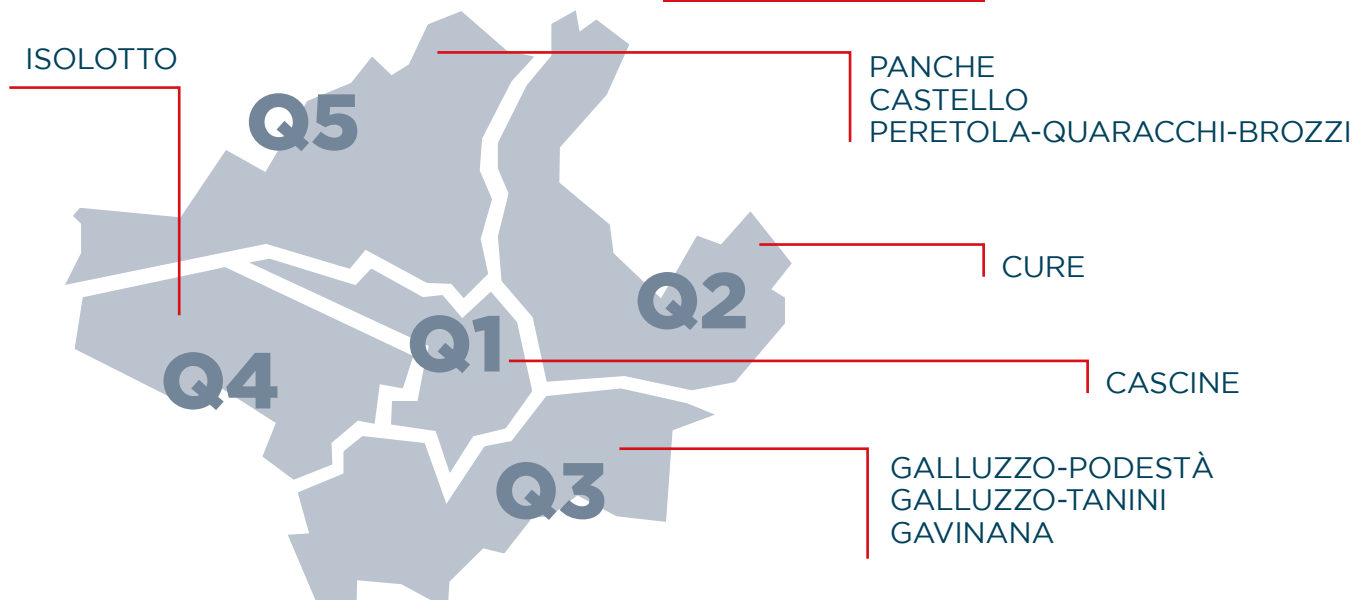 ISOLOTTO
PANCHE
CASTELLO
PERETOLA-QUARACCHI-BROZZI
Q5
CURE
Q2
Q1
Q4
CASCINE
GALLUZZO-PODESTÀ
GALLUZZO-TANINI
GAVINANA
Q3